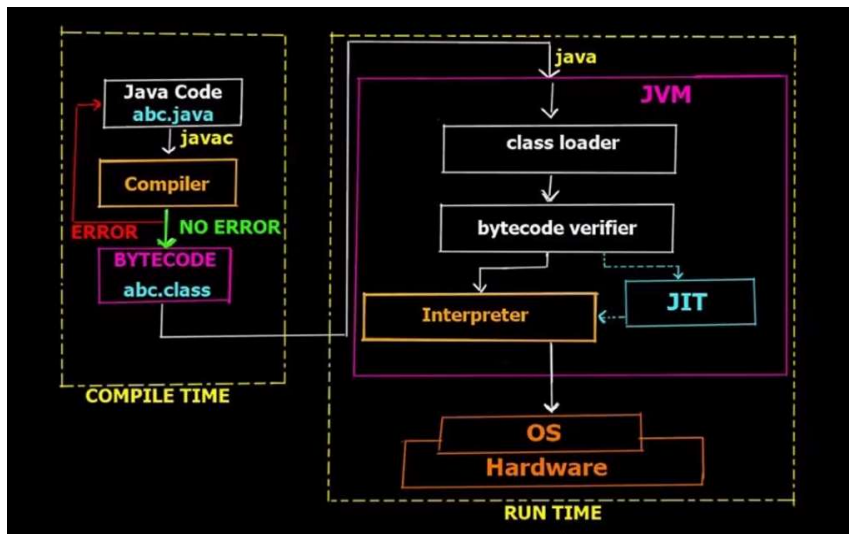 Java Code
abc.java
javac
Compiler
ERROR
NO ERROR
BYTECODE
abc.class
COMPILE TIME
java
JVM
class loader
bytecode verifier
Interpreter
JIT
OS
Hardware
RUN TIME